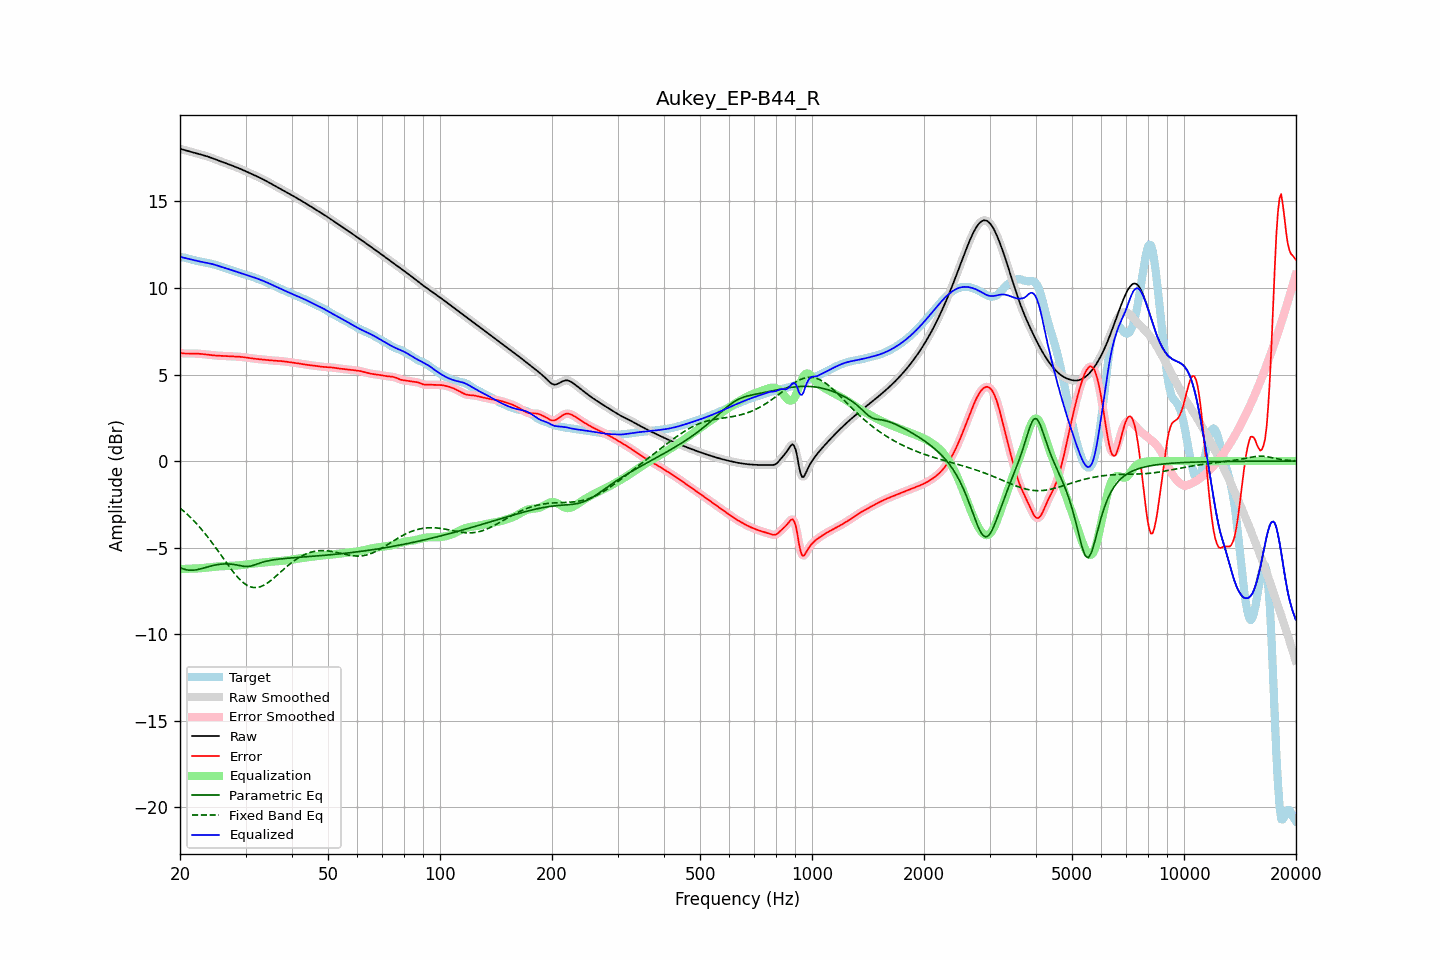 Aukey_EP-B44_R
Amplitude (dBr)
15
10
5
0
−5
−10
−15
−20
Target
Raw Smoothed
Error Smoothed
Raw
Error
Equalization
Parametric Eq
Fixed Band Eq
Equalized
20 50 100 200 500 1000 2000 5000 10000 20000
Frequency (Hz)